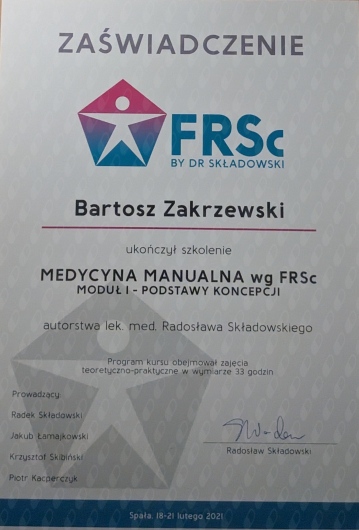 ZAŚWIADCZENIE
FRSc
BY DR SKŁADOWSKI
Bartosz Zakrzewski
ukończył szkolenie
MEDYCYNA MANUALNA wg FRSc
MODUŁ I - PODSTAWY KONCEPCJI
autorstwa lek. med. Radosława Składowskiego
Program kursu obejmował zajęcia
teoretyczno-praktyczne w wymiarze 33 godzin
Prowadzący:
Radek Składowski
Jakub Łamajkowski
Krzysztof Skibiński
Piotr Kacperczyk
Radosław Składowski
Spała, 18-21 lutego 2021